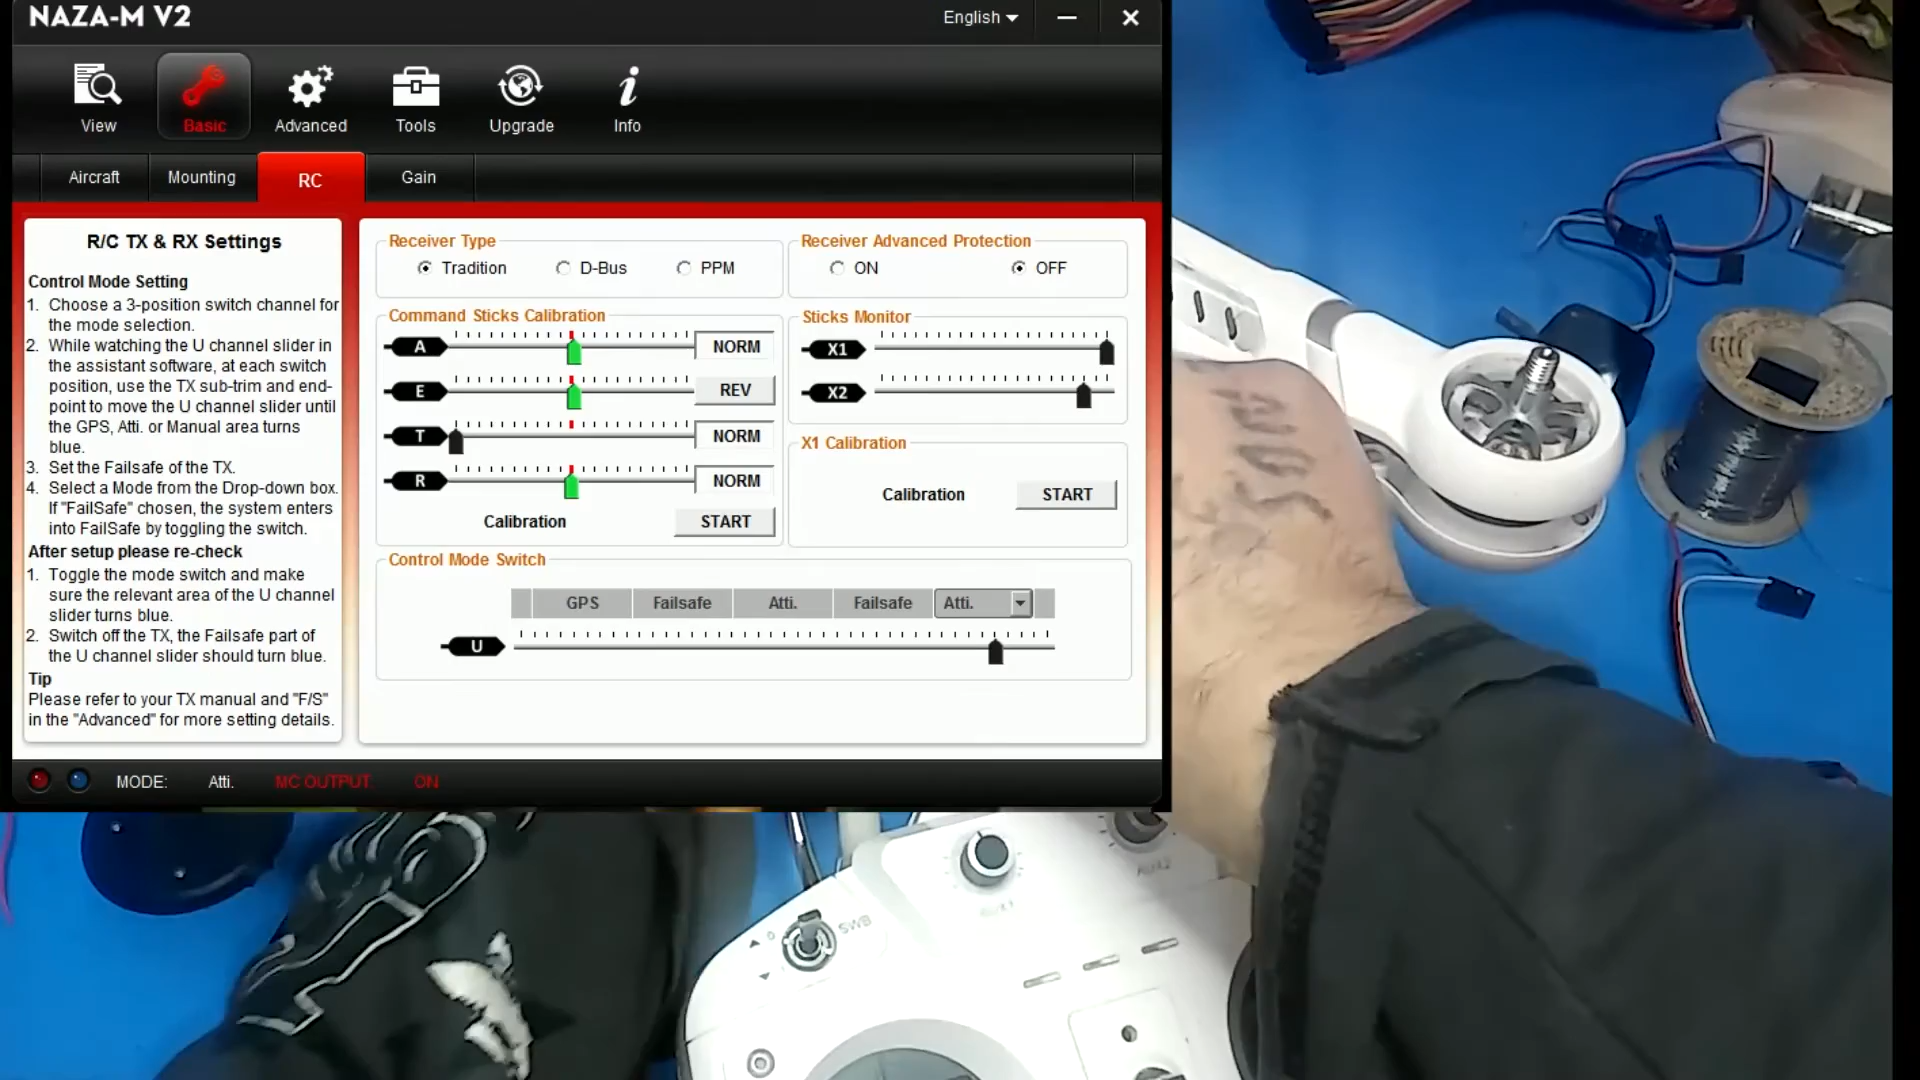 NAZA-M V2
English
View
Basic
Advanced
Tools
Upgrade
Info
Aircraft
Mounting
RC
Gain
R/C TX & RX Settings
Control Mode Setting
1. Choose a 3-position switch channel for
the mode selection.
2. While watching the U channel slider in
the assistant software, at each switch
position, use the TX sub-trim and end-
point to move the U channel slider until
the GPS, Atti. or Manual area turns
blue.
3. Set the Failsafe of the TX.
4. Select a Mode from the Drop-down box.
If "FailSafe" chosen, the system enters
into FailSafe by toggling the switch.
After setup please re-check
1. Toggle the mode switch and make
sure the relevant area of the U channel
slider turns blue.
2. Switch off the TX, the Failsafe part of
the U channel slider should turn blue.
Tip
Please refer to your TX manual and "F/S"
in the "Advanced" for more setting details.
Receiver Type
Tradition D-Bus PPM
Command Sticks Calibration
A NORM
E REV
T NORM
R NORM
Calibration START
Receiver Advanced Protection
ON OFF
Sticks Monitor
X1
X2
X1 Calibration
Calibration START
Control Mode Switch
GPS Failsafe Atti. Failsafe Atti.
U
MODE: Atti. MC OUTPUT: ON
SWB
AUX1
AUX2